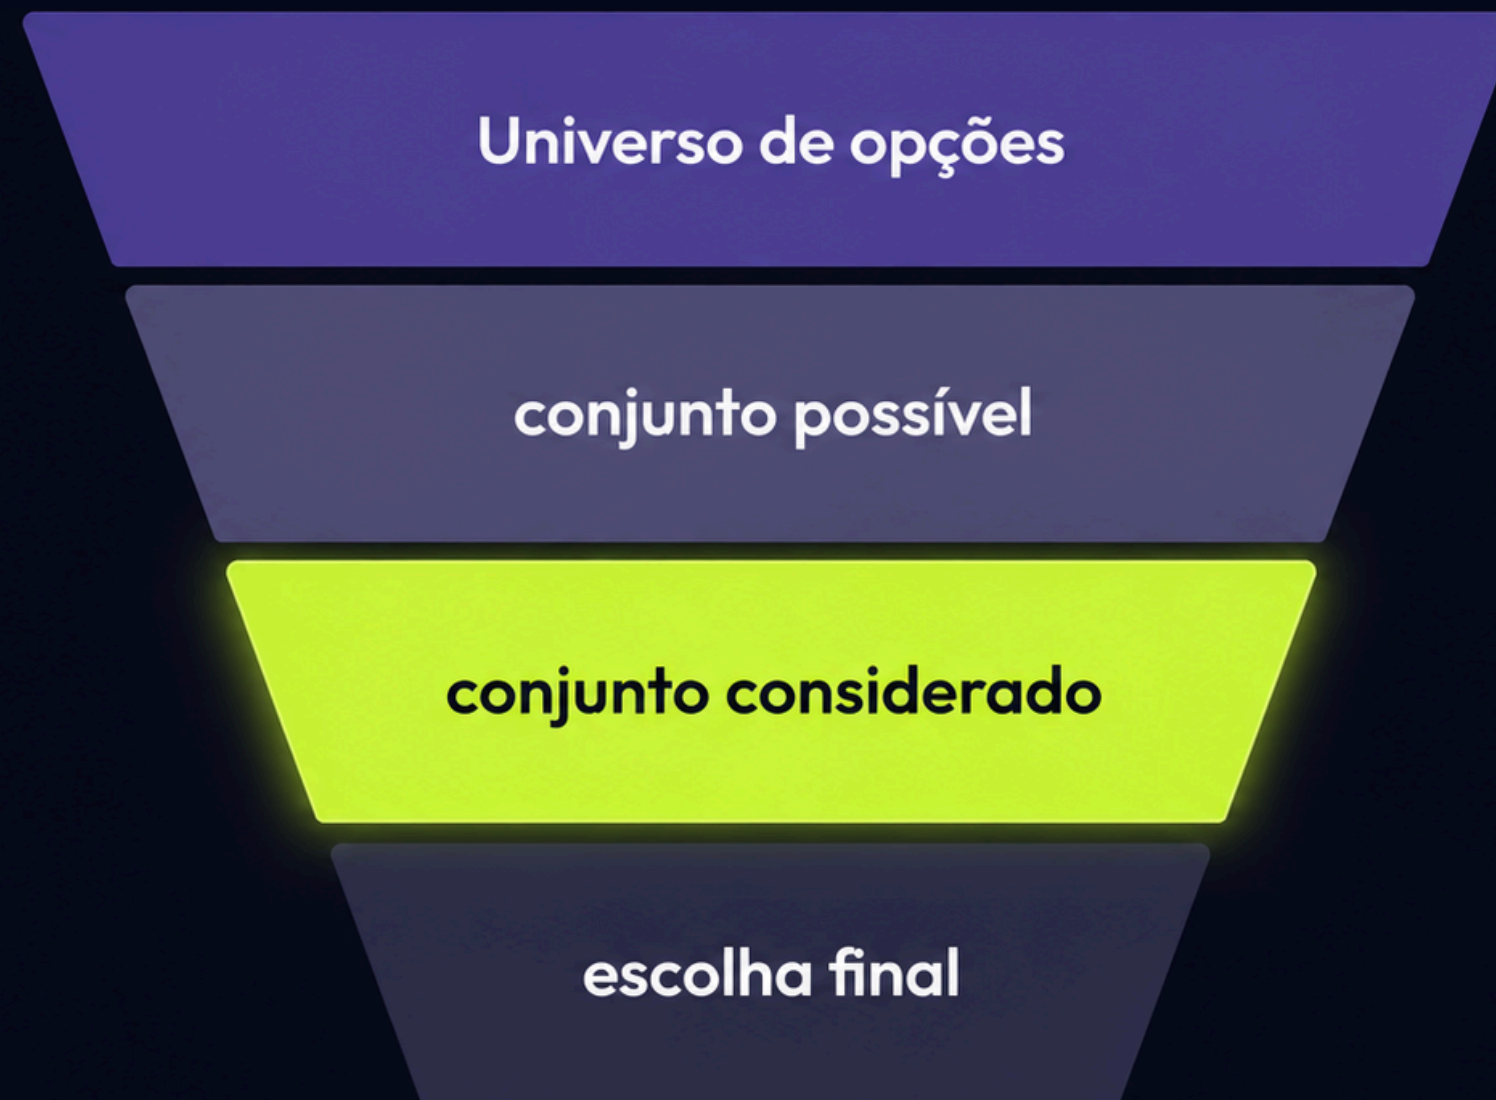 Universo de opções
conjunto possível
conjunto considerado
escolha final